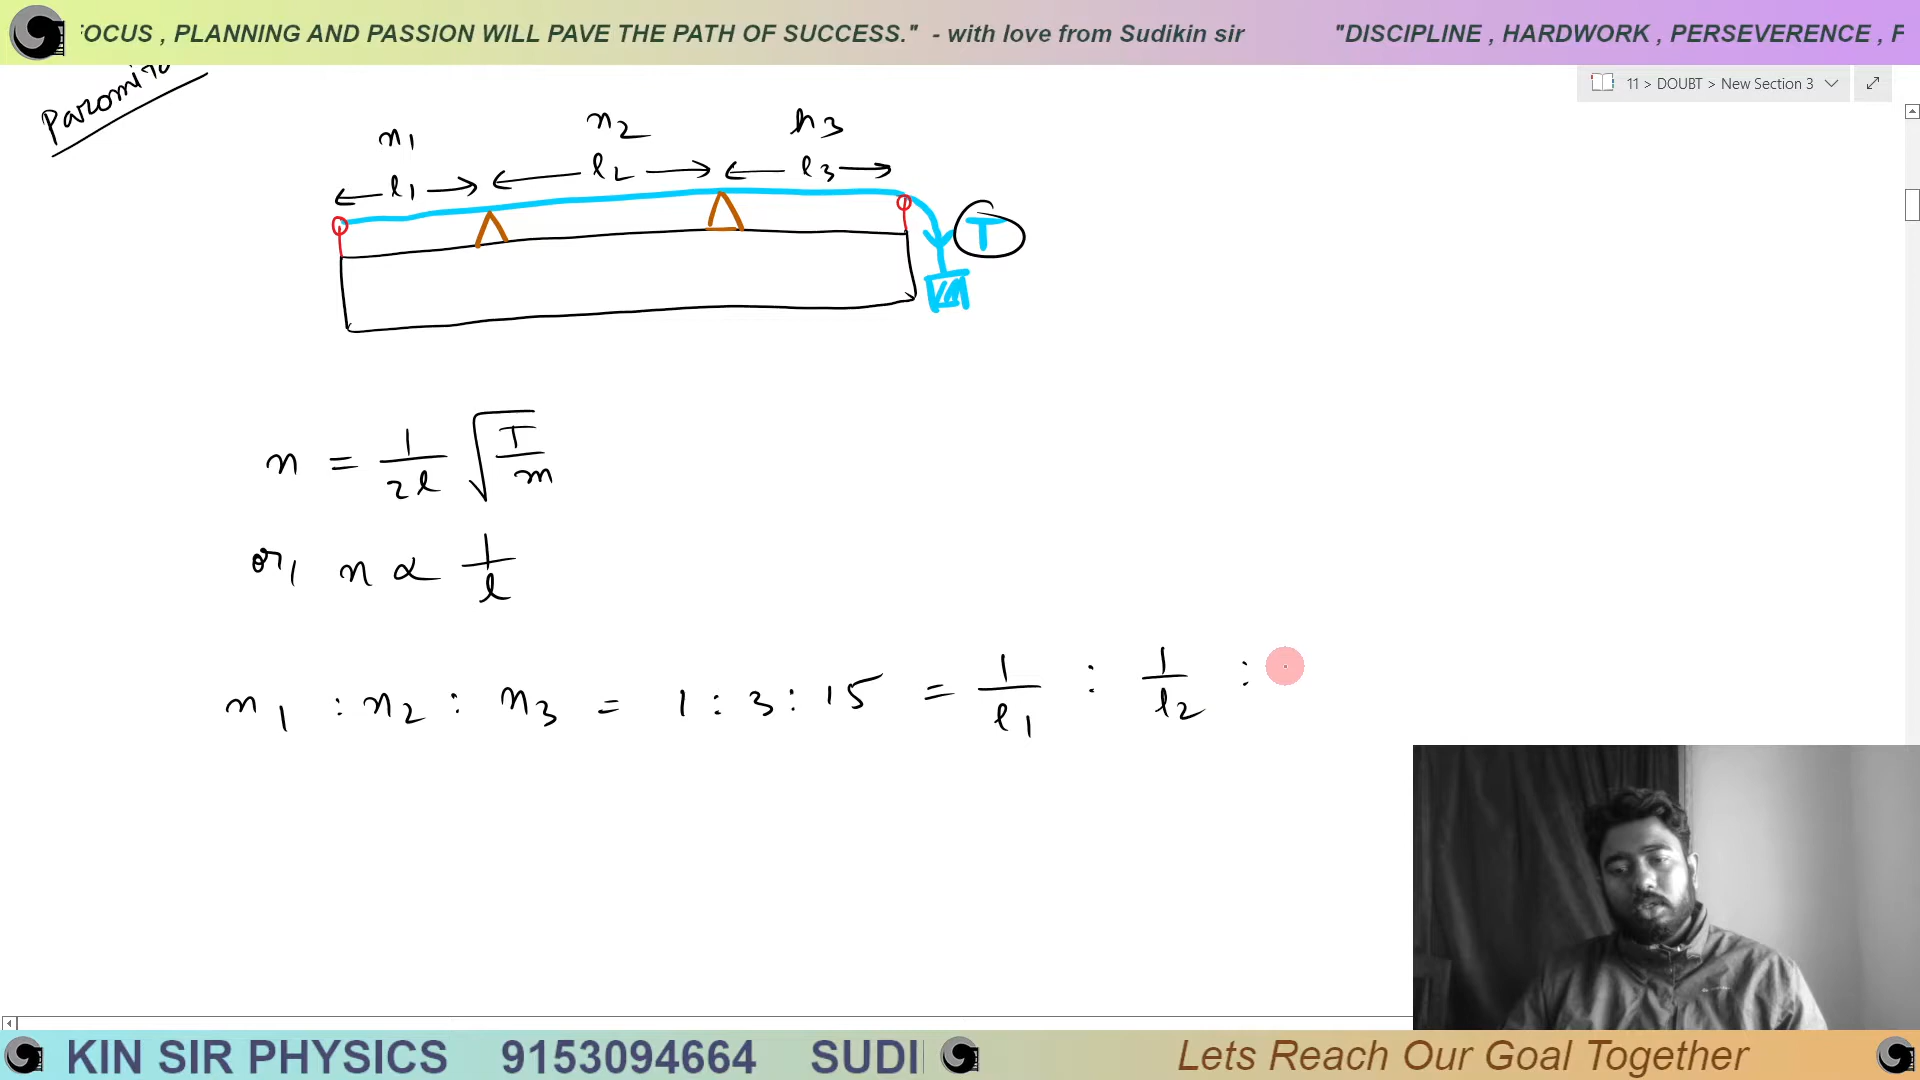 FOCUS , PLANNING AND PASSION WILL PAVE THE PATH OF SUCCESS." - with love from Sudikin sir "DISCIPLINE , HARDWORK , PERSEVERENCE , F
11 > DOUBT > New Section 3
n1 n2 n3
l1 l2 l3
T
n = 1/2l √T/m
or, n ∝ 1/l
n1 : n2 : n3 = 1 : 3 : 15 = 1/l1 : 1/l2 :
KIN SIR PHYSICS 9153094664 SUDI
Lets Reach Our Goal Together